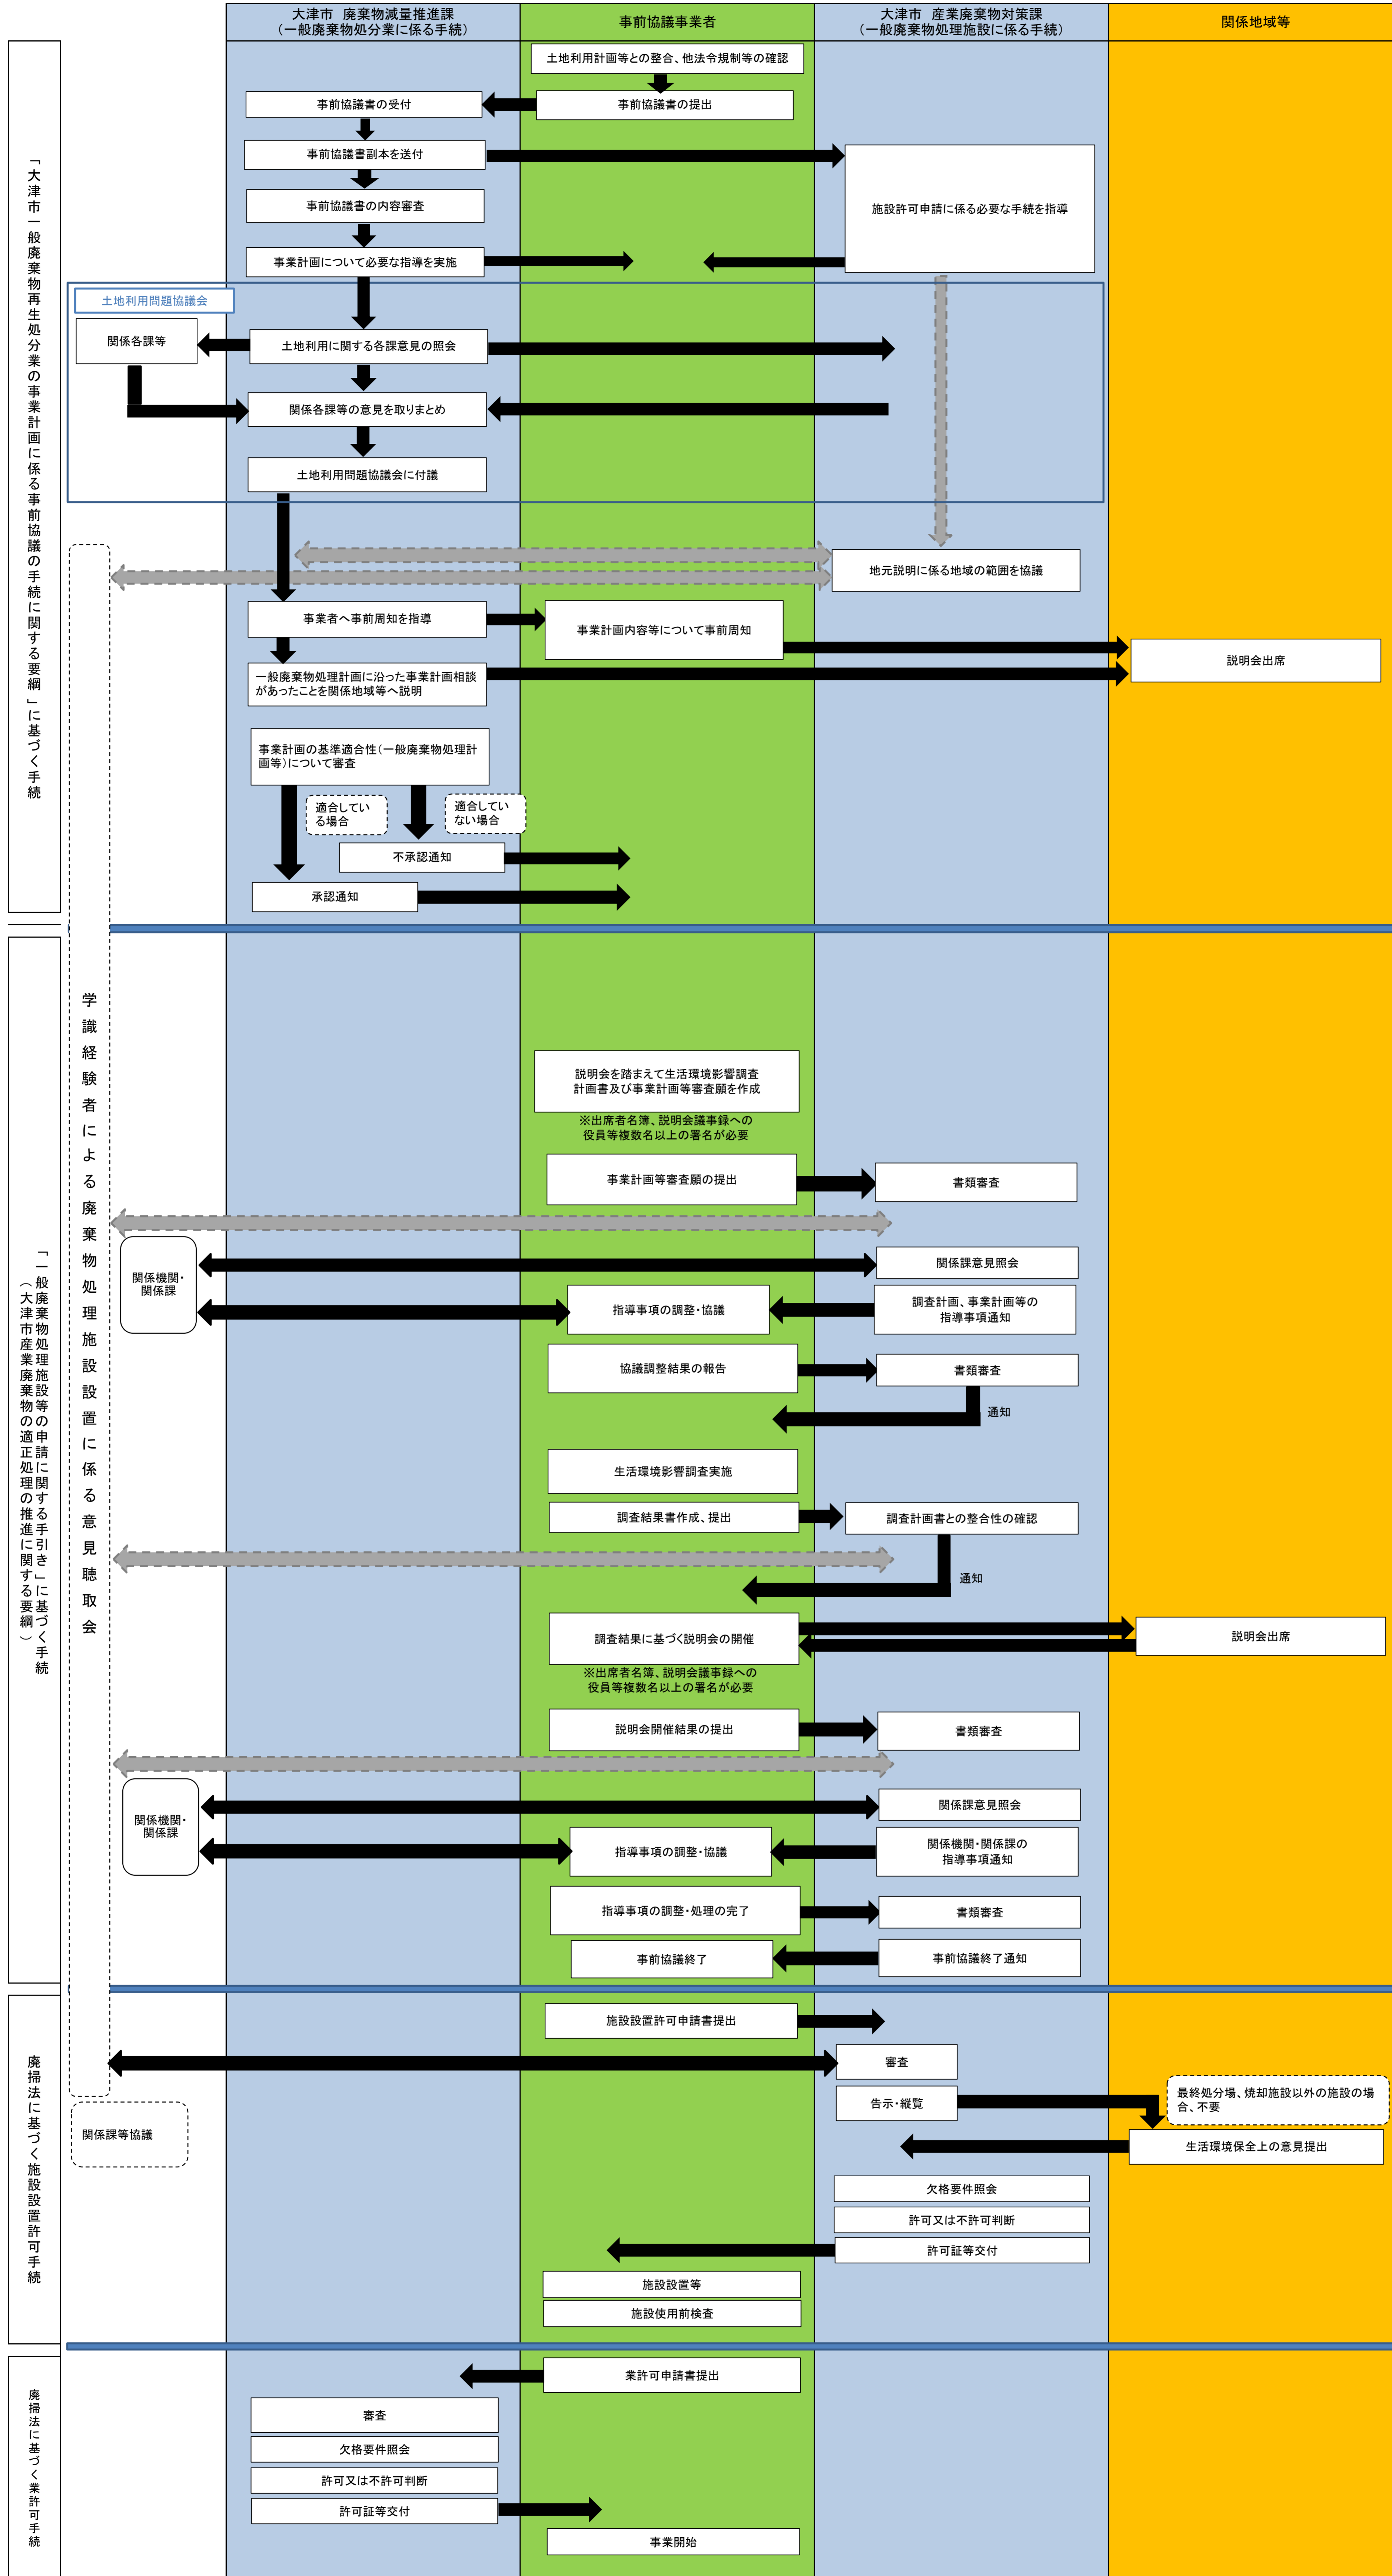 大津市 廃棄物減量推進課
（一般廃棄物処分業に係る手続）
事前協議事業者
大津市 産業廃棄物対策課
（一般廃棄物処理施設に係る手続）
関係地域等
「大津市一般廃棄物再生処分業の事業計画に係る事前協議の手続に関する要綱」に基づく手続
土地利用計画等との整合、他法令規制等の確認
事前協議書の受付
事前協議書の提出
事前協議書副本を送付
施設許可申請に係る必要な手続を指導
事前協議書の内容審査
事業計画について必要な指導を実施
土地利用問題協議会
関係各課等
土地利用に関する各課意見の照会
関係各課等の意見を取りまとめ
土地利用問題協議会に付議
地元説明に係る地域の範囲を協議
事業者へ事前周知を指導
事業計画内容等について事前周知
説明会出席
一般廃棄物処理計画に沿った事業計画相談
があったことを関係地域等へ説明
事業計画の基準適合性（一般廃棄物処理計
画等）について審査
適合してい
る場合
適合してい
ない場合
不承認通知
承認通知
学識経験者による廃棄物処理施設設置に係る意見聴取会
「一般廃棄物処理施設等の申請に関する手引き」に基づく手続
（大津市産業廃棄物の適正処理の推進に関する要綱）
説明会を踏まえて生活環境影響調査
計画書及び事業計画等審査願を作成
※出席者名簿、説明会議事録への
役員等複数名以上の署名が必要
事業計画等審査願の提出
書類審査
関係機関・
関係課
関係課意見照会
指導事項の調整・協議
調査計画、事業計画等の
指導事項通知
協議調整結果の報告
書類審査
通知
生活環境影響調査実施
調査結果書作成、提出
調査計画書との整合性の確認
通知
調査結果に基づく説明会の開催
説明会出席
※出席者名簿、説明会議事録への
役員等複数名以上の署名が必要
説明会開催結果の提出
書類審査
関係機関・
関係課
関係課意見照会
指導事項の調整・協議
関係機関・関係課の
指導事項通知
指導事項の調整・処理の完了
書類審査
事前協議終了
事前協議終了通知
廃掃法に基づく施設設置許可手続
施設設置許可申請書提出
審査
告示・縦覧
最終処分場、焼却施設以外の施設の場
合、不要
関係課等協議
生活環境保全上の意見提出
欠格要件照会
許可又は不許可判断
許可証等交付
施設設置等
施設使用前検査
廃掃法に基づく業許可手続
業許可申請書提出
審査
欠格要件照会
許可又は不許可判断
許可証等交付
事業開始